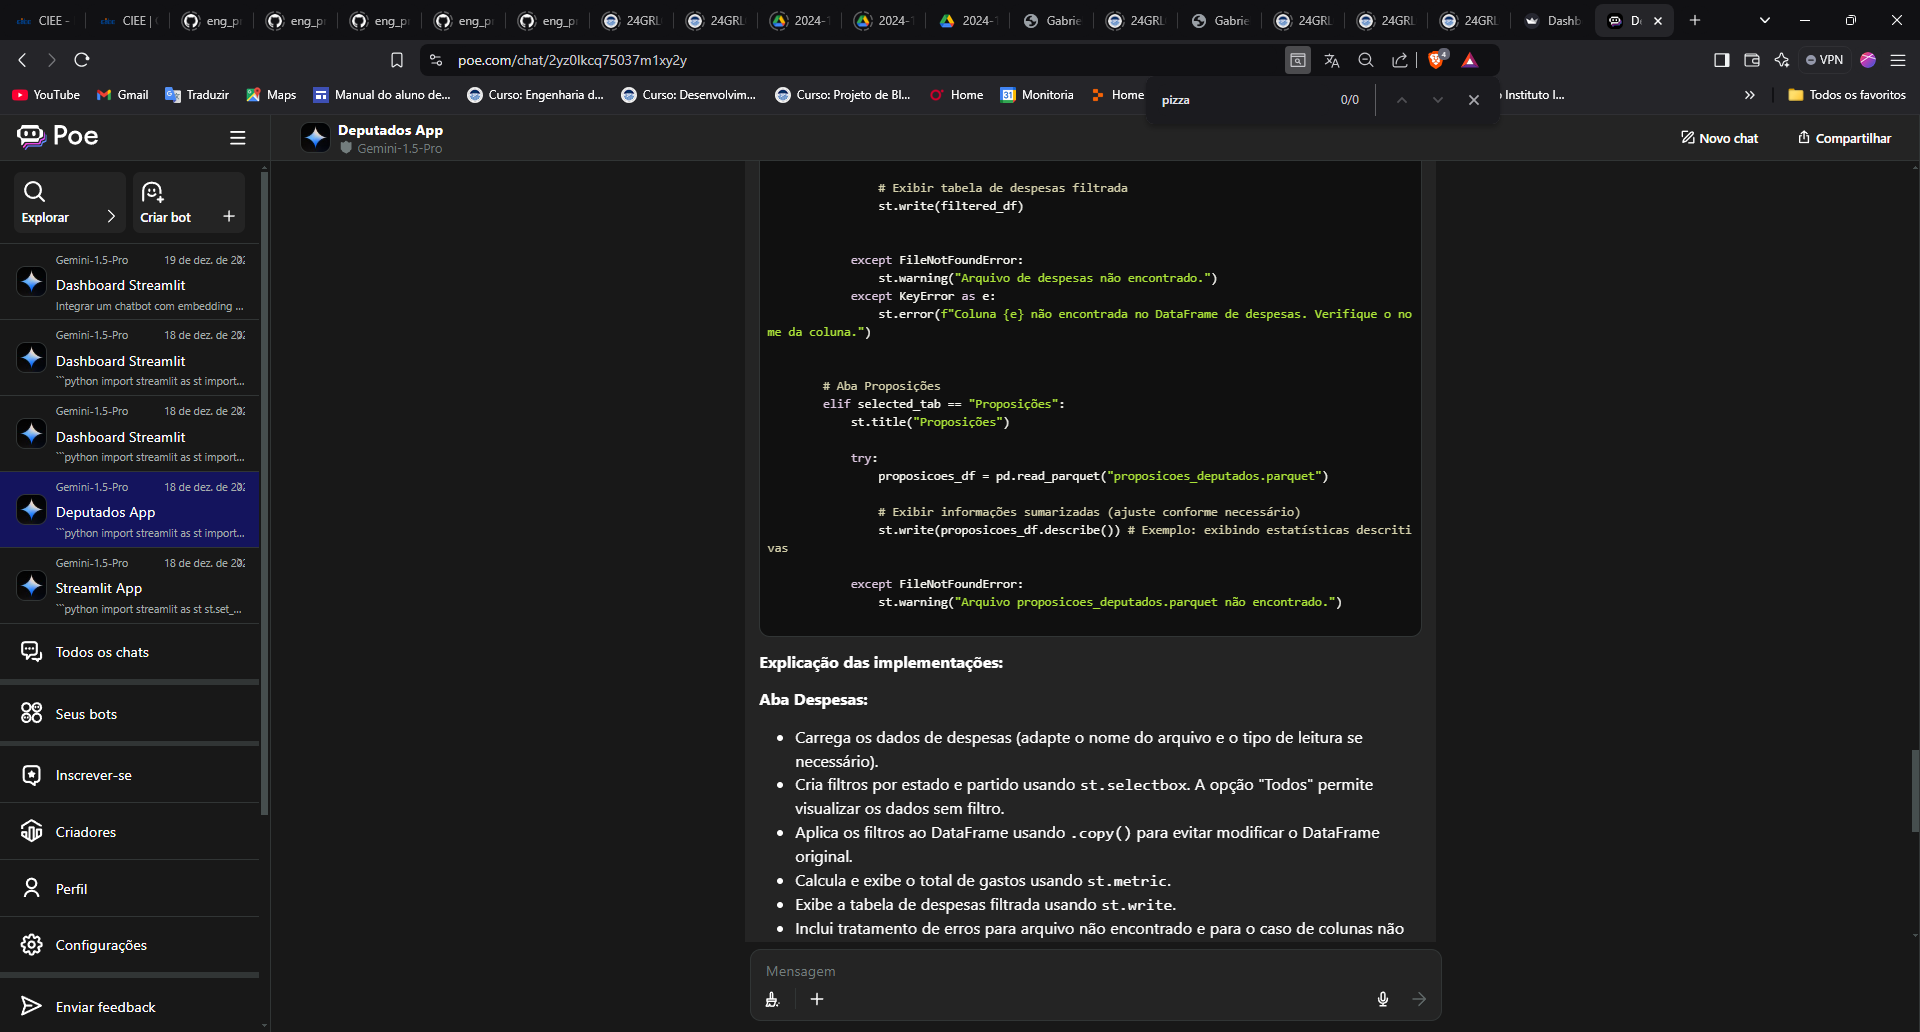 CIEE -
CIEE |
eng_p
eng_p
eng_p
eng_p
eng_p
24GRL
24GRL
2024-1
2024-1
2024-1
Gabrie
24GRL
Gabrie
24GRL
24GRL
24GRL
Dashb
D
poe.com/chat/2yz0lkcq75037m1xy2y
4
VPN
YouTube
Gmail
Traduzir
Maps
Manual do aluno de...
Curso: Engenharia d...
Curso: Desenvolvim...
Curso: Projeto de Bl...
Home
Monitoria
Home
Instituto I...
Todos os favoritos
pizza
0/0
Poe
Deputados App
Gemini-1.5-Pro
Novo chat
Compartilhar
Explorar
Criar bot
Gemini-1.5-Pro 19 de dez. de 202
Dashboard Streamlit
Integrar um chatbot com embedding ...
Gemini-1.5-Pro 18 de dez. de 202
Dashboard Streamlit
```python import streamlit as st import...
Gemini-1.5-Pro 18 de dez. de 202
Dashboard Streamlit
```python import streamlit as st import...
Gemini-1.5-Pro 18 de dez. de 202
Deputados App
```python import streamlit as st import...
Gemini-1.5-Pro 18 de dez. de 202
Streamlit App
```python import streamlit as st st.set_...
Todos os chats
Seus bots
Inscrever-se
Criadores
Perfil
Configurações
Enviar feedback
# Exibir tabela de despesas filtrada
st.write(filtered_df)
except FileNotFoundError:
st.warning("Arquivo de despesas não encontrado.")
except KeyError as e:
st.error(f"Coluna {e} não encontrada no DataFrame de despesas. Verifique o no
me da coluna.")
# Aba Proposições
elif selected_tab == "Proposições":
st.title("Proposições")
try:
proposicoes_df = pd.read_parquet("proposicoes_deputados.parquet")
# Exibir informações sumarizadas (ajuste conforme necessário)
st.write(proposicoes_df.describe()) # Exemplo: exibindo estatísticas descriti
vas
except FileNotFoundError:
st.warning("Arquivo proposicoes_deputados.parquet não encontrado.")
Explicação das implementações:
Aba Despesas:
• Carrega os dados de despesas (adapte o nome do arquivo e o tipo de leitura se
necessário).
• Cria filtros por estado e partido usando st.selectbox. A opção "Todos" permite
visualizar os dados sem filtro.
• Aplica os filtros ao DataFrame usando .copy() para evitar modificar o DataFrame
original.
• Calcula e exibe o total de gastos usando st.metric.
• Exibe a tabela de despesas filtrada usando st.write.
• Inclui tratamento de erros para arquivo não encontrado e para o caso de colunas não
Mensagem